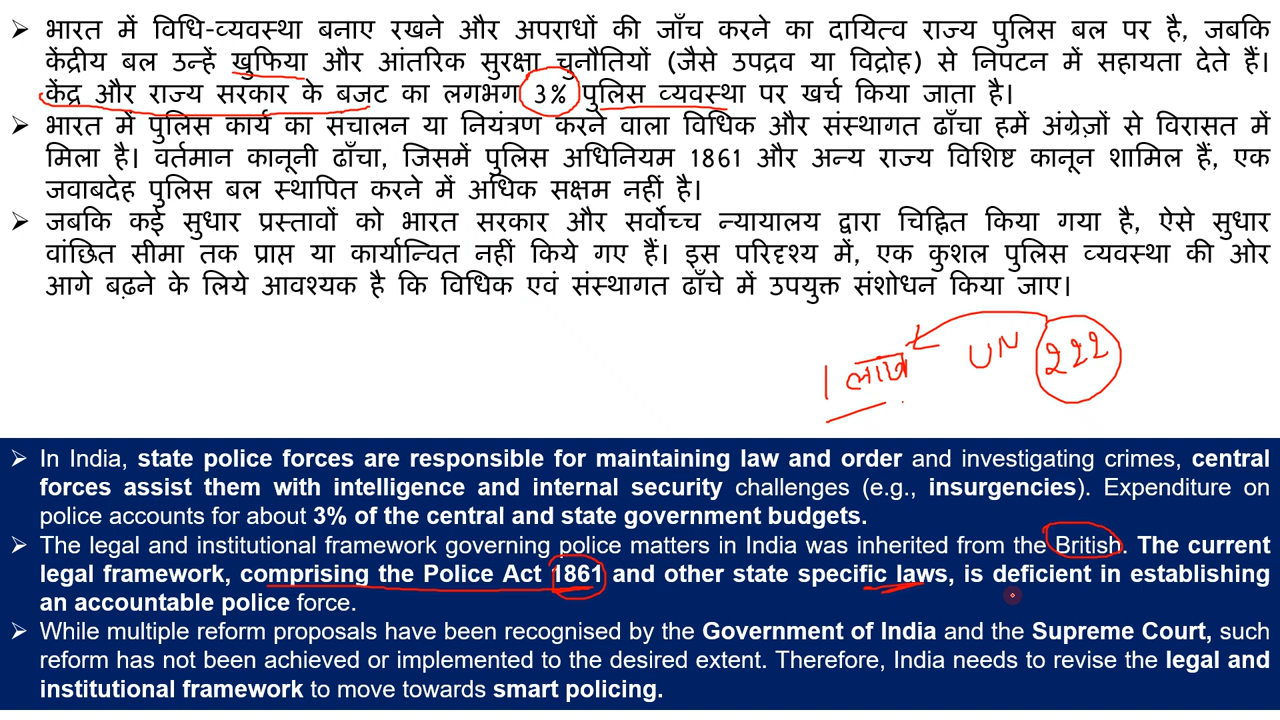 ➢ भारत में विधि-व्यवस्था बनाए रखने और अपराधों की जाँच करने का दायित्व राज्य पुलिस बल पर है, जबकि
केंद्रीय बल उन्हें खुफिया और आंतरिक सुरक्षा चुनौतियों (जैसे उपद्रव या विद्रोह) से निपटन में सहायता देते हैं।
केंद्र और राज्य सरकार के बजट का लगभग 3% पुलिस व्यवस्था पर खर्च किया जाता है।
➢ भारत में पुलिस कार्य का संचालन या नियंत्रण करने वाला विधिक और संस्थागत ढाँचा हमें अंग्रेज़ों से विरासत में
मिला है। वर्तमान कानूनी ढाँचा, जिसमें पुलिस अधिनियम 1861 और अन्य राज्य विशिष्ट कानून शामिल हैं, एक
जवाबदेह पुलिस बल स्थापित करने में अधिक सक्षम नहीं है।
➢ जबकि कई सुधार प्रस्तावों को भारत सरकार और सर्वोच्च न्यायालय द्वारा चिह्नित किया गया है, ऐसे सुधार
वांछित सीमा तक प्राप्त या कार्यान्वित नहीं किये गए हैं। इस परिदृश्य में, एक कुशल पुलिस व्यवस्था की ओर
आगे बढ़ने के लिये आवश्यक है कि विधिक एवं संस्थागत ढाँचे में उपयुक्त संशोधन किया जाए।
1 लाख UN 222
➢ In India, state police forces are responsible for maintaining law and order and investigating crimes, central
forces assist them with intelligence and internal security challenges (e.g., insurgencies). Expenditure on
police accounts for about 3% of the central and state government budgets.
➢ The legal and institutional framework governing police matters in India was inherited from the British. The current
legal framework, comprising the Police Act 1861 and other state specific laws, is deficient in establishing
an accountable police force.
➢ While multiple reform proposals have been recognised by the Government of India and the Supreme Court, such
reform has not been achieved or implemented to the desired extent. Therefore, India needs to revise the legal and
institutional framework to move towards smart policing.